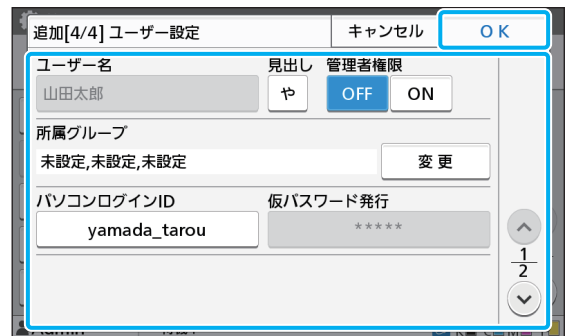 追加[4/4] ユーザー設定 キャンセル OK
ユーザー名 見出し 管理者権限
山田太郎 や OFF ON
所属グループ
未設定,未設定,未設定 変更
パソコンログインID 仮パスワード発行
yamada_tarou *****
1
2
Admin